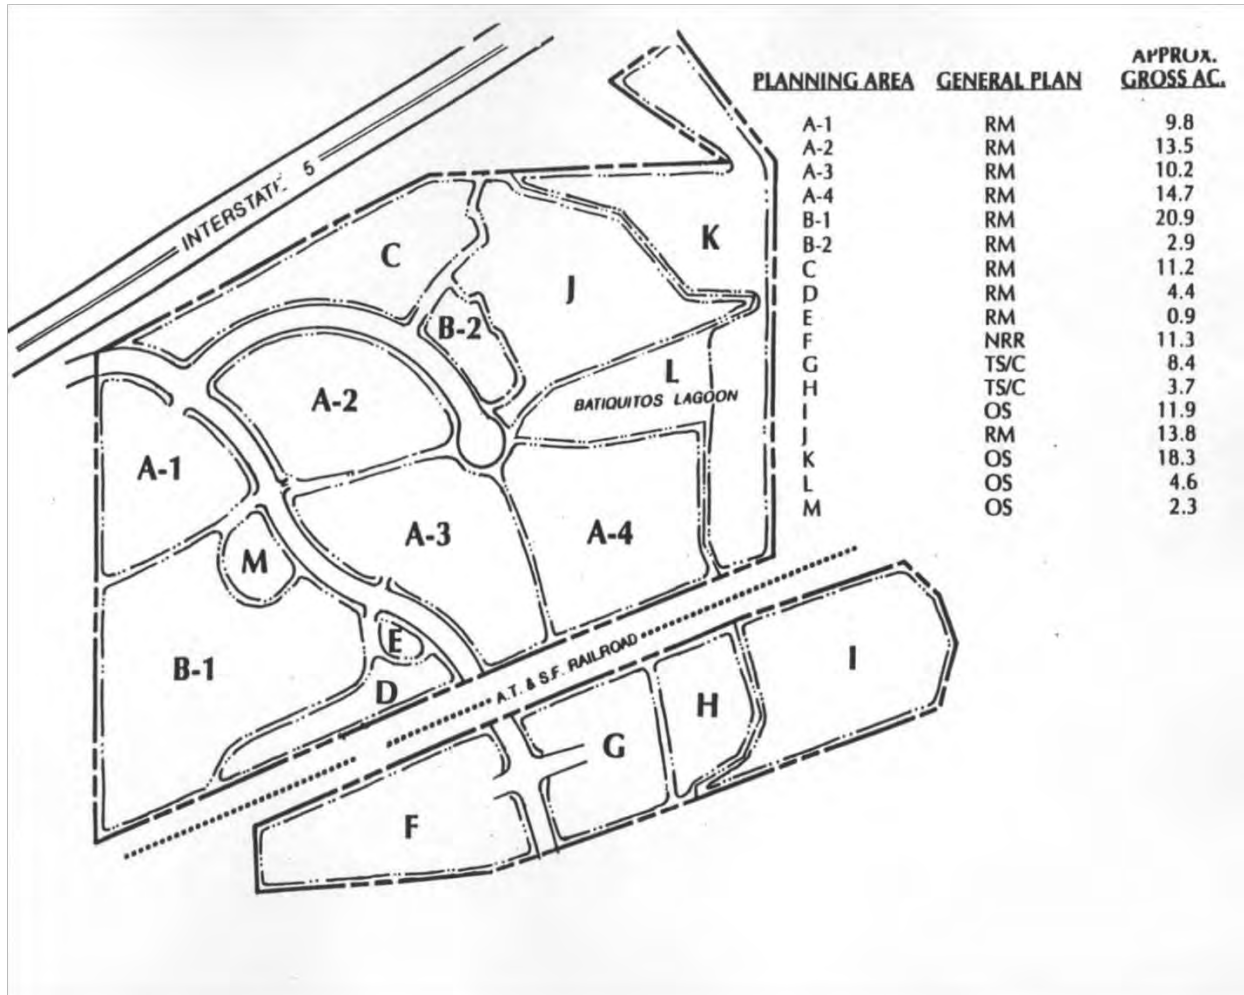 APPROX.
PLANNING AREA GENERAL PLAN GROSS AC.
A-1 RM 9.8
A-2 RM 13.5
A-3 RM 10.2
A-4 RM 14.7
B-1 RM 20.9
B-2 RM 2.9
C RM 11.2
D RM 4.4
E RM 0.9
F NRR 11.3
G TS/C 8.4
H TS/C 3.7
I OS 11.9
J RM 13.8
K OS 18.3
L OS 4.6
M OS 2.3
INTERSTATE 5
K
C
J
B-2
L
A-2
BATIQUITOS LAGOON
A-1
A-3
A-4
M
E
B-1
D
A.T. & S.F. RAILROAD
I
H
G
F